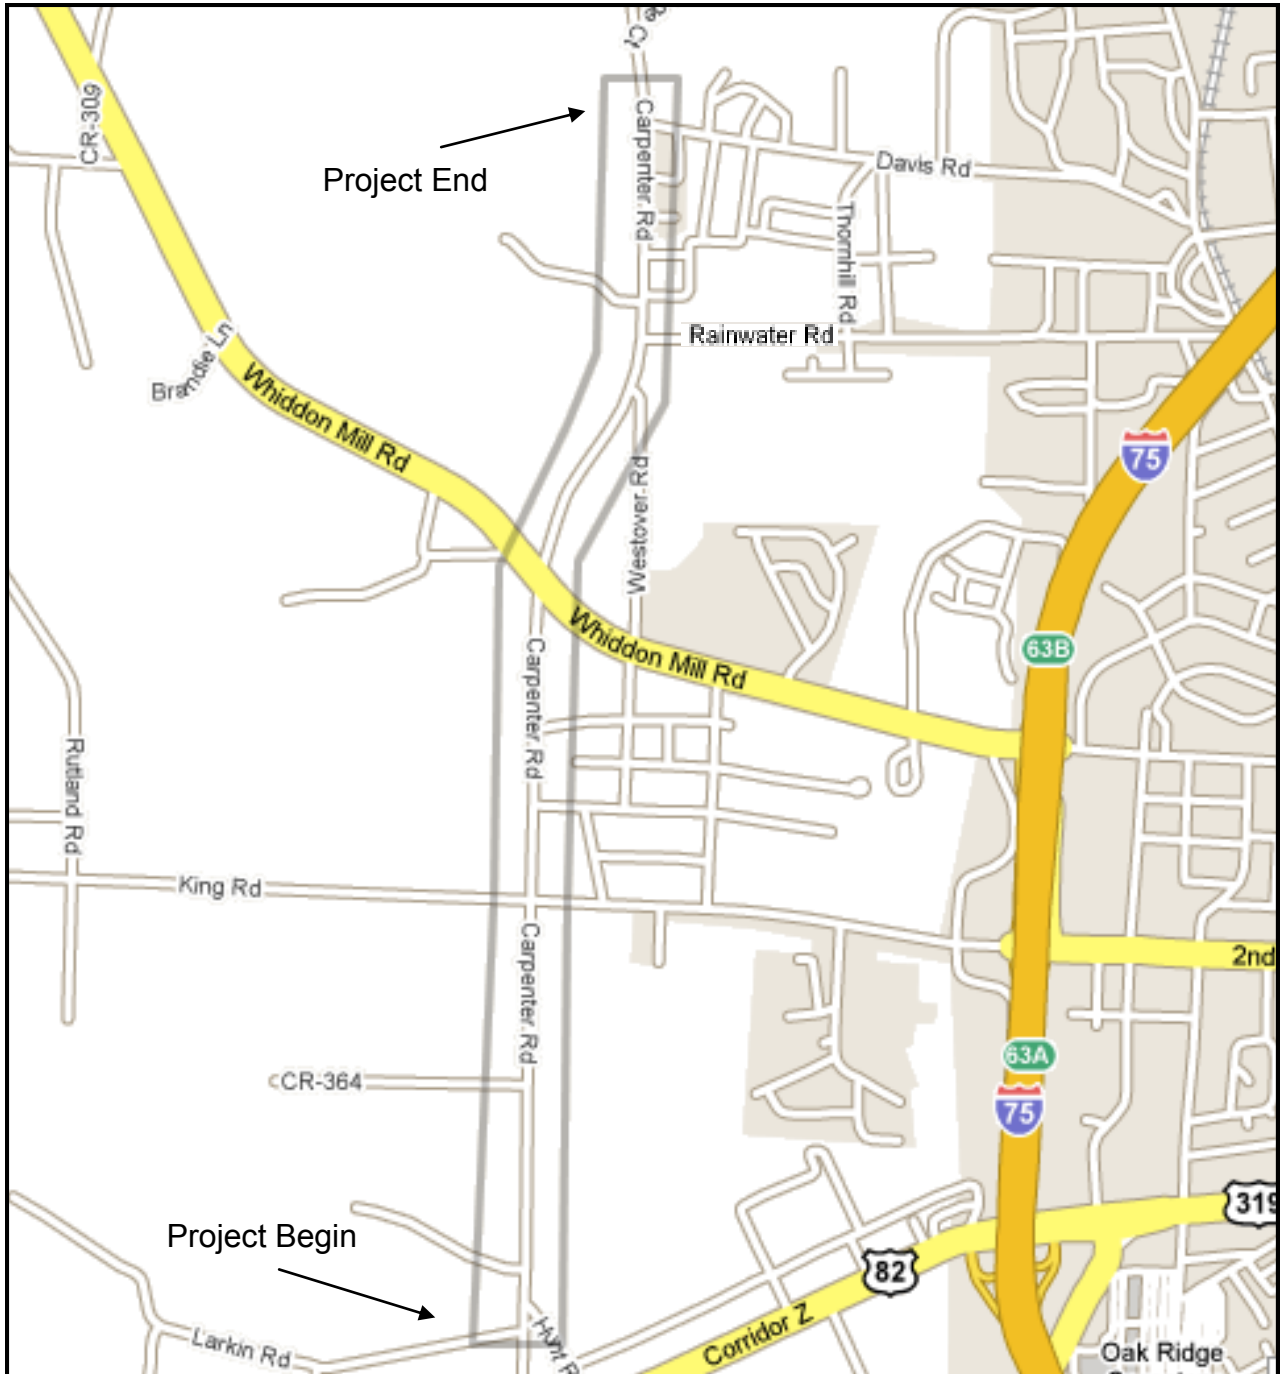 CR-309
Carpenter Rd
Project End
Davis Rd
Thornhill Rd
Rainwater Rd
Brandie Ln
Whiddon Mill Rd
75
Westover Rd
63B
Whiddon Mill Rd
Carpenter Rd
Rutland Rd
King Rd
Carpenter Rd
2nd
63A
CR-364
75
319
Project Begin
82
Larkin Rd
Hunt R
Corridor Z
Oak Ridge